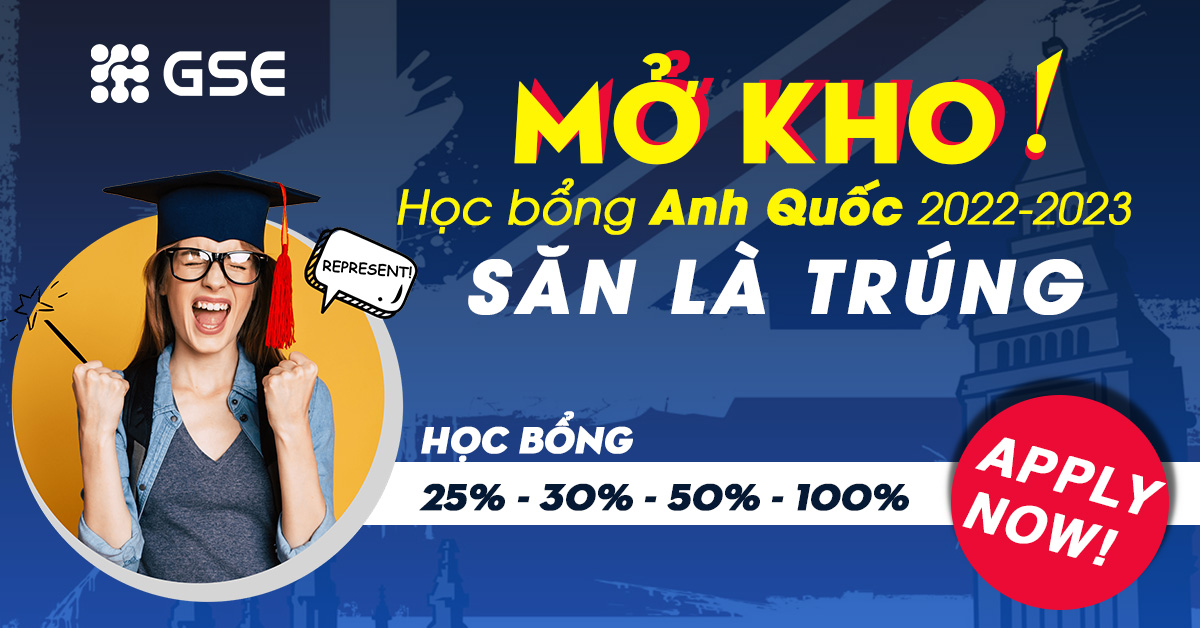 GSE
MỞ KHO!
Học bổng Anh Quốc 2022-2023
SĂN LÀ TRÚNG
REPRESENT!
HỌC BỔNG
25% - 30% - 50% - 100%
APPLY
NOW!